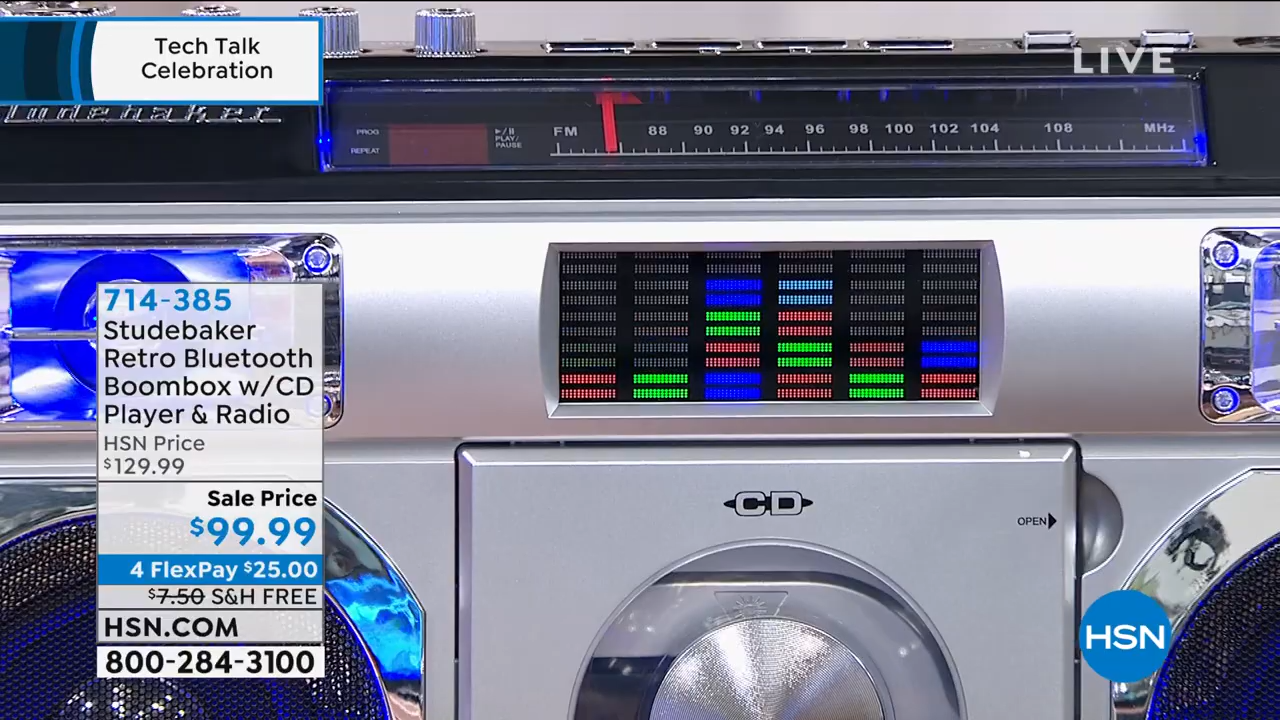 Tech Talk
Celebration
LIVE
Studebaker
PROG
REPEAT
►/II
PLAY/
PAUSE
FM 88 90 92 94 96 98 100 102 104 108 MHz
714-385
Studebaker
Retro Bluetooth
Boombox w/CD
Player & Radio
HSN Price
$129.99
Sale Price
$99.99
4 FlexPay $25.00
$7.50 S&H FREE
HSN.COM
800-284-3100
CD
OPEN►
HSN